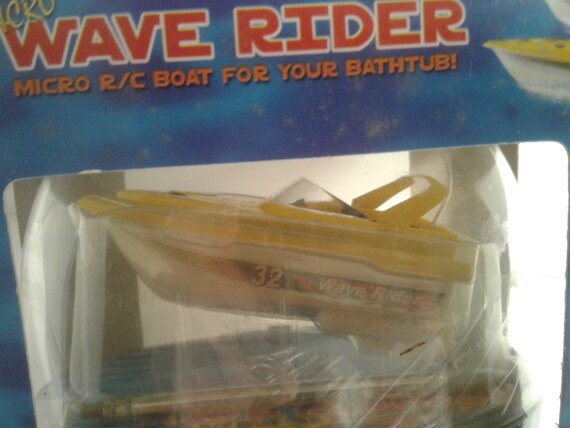 WAVE RIDER
MICRO R/C BOAT FOR YOUR BATHTUB!
32 Wave Rider